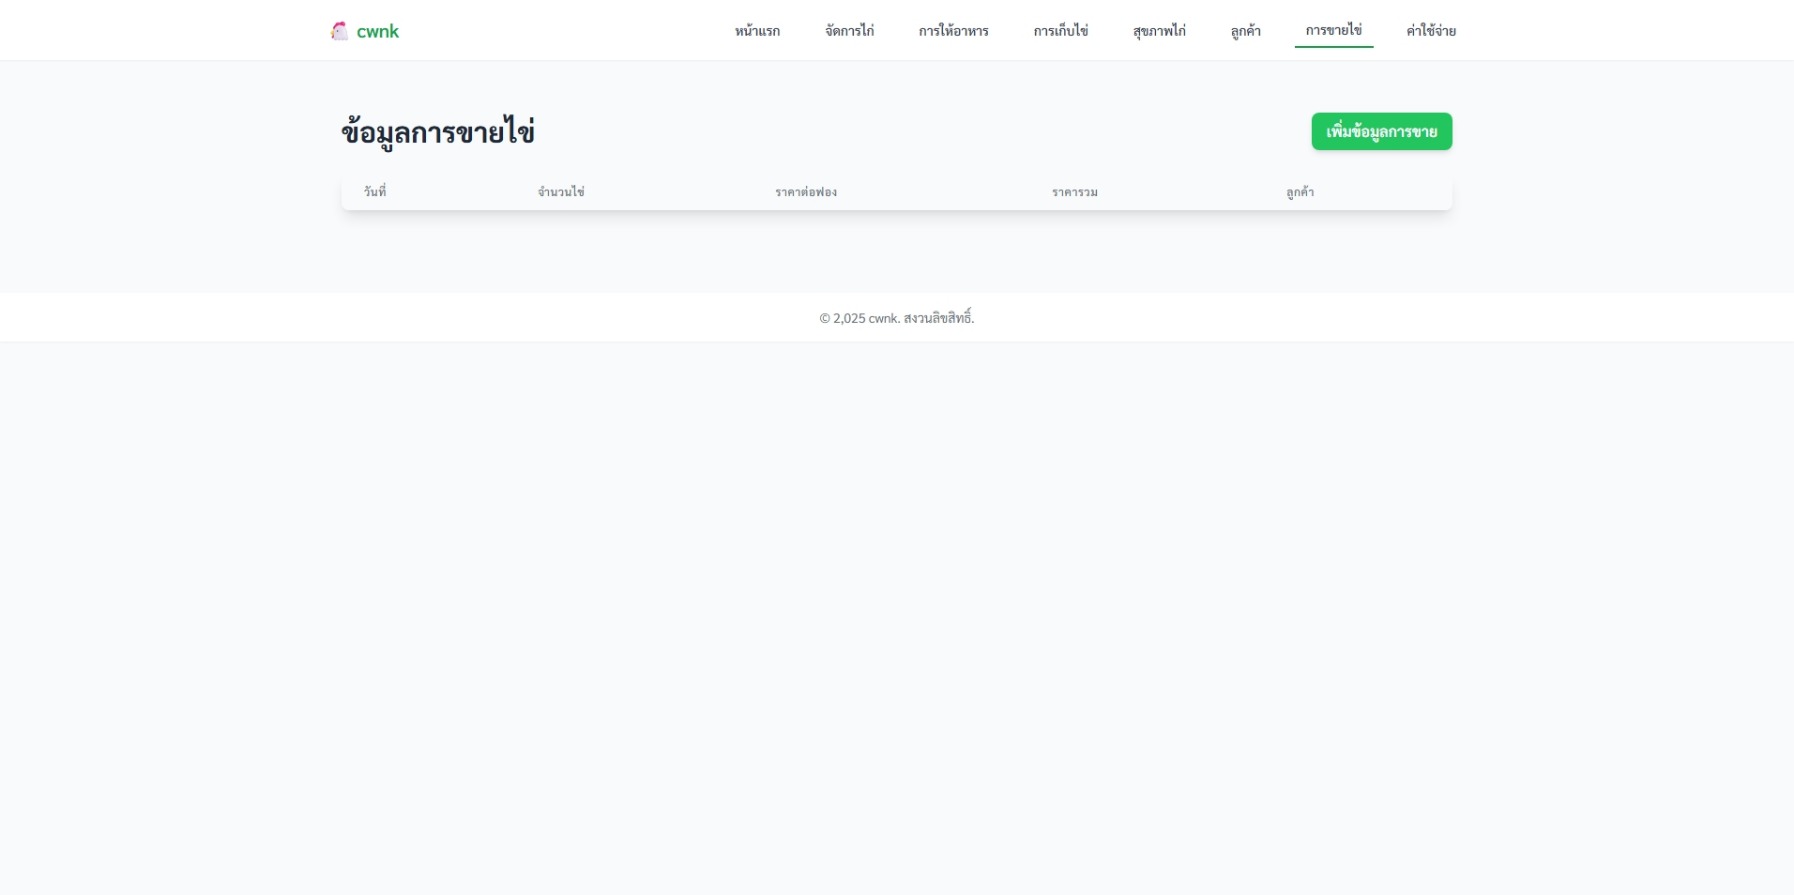 cwnk
หน้าแรก
จัดการไก่
การให้อาหาร
การเก็บไข่
สุขภาพไก่
ลูกค้า
การขายไข่
ค่าใช้จ่าย
ข้อมูลการขายไข่
เพิ่มข้อมูลการขาย
วันที่
จำนวนไข่
ราคาต่อฟอง
ราคารวม
ลูกค้า
© 2,025 cwnk. สงวนลิขสิทธิ์.